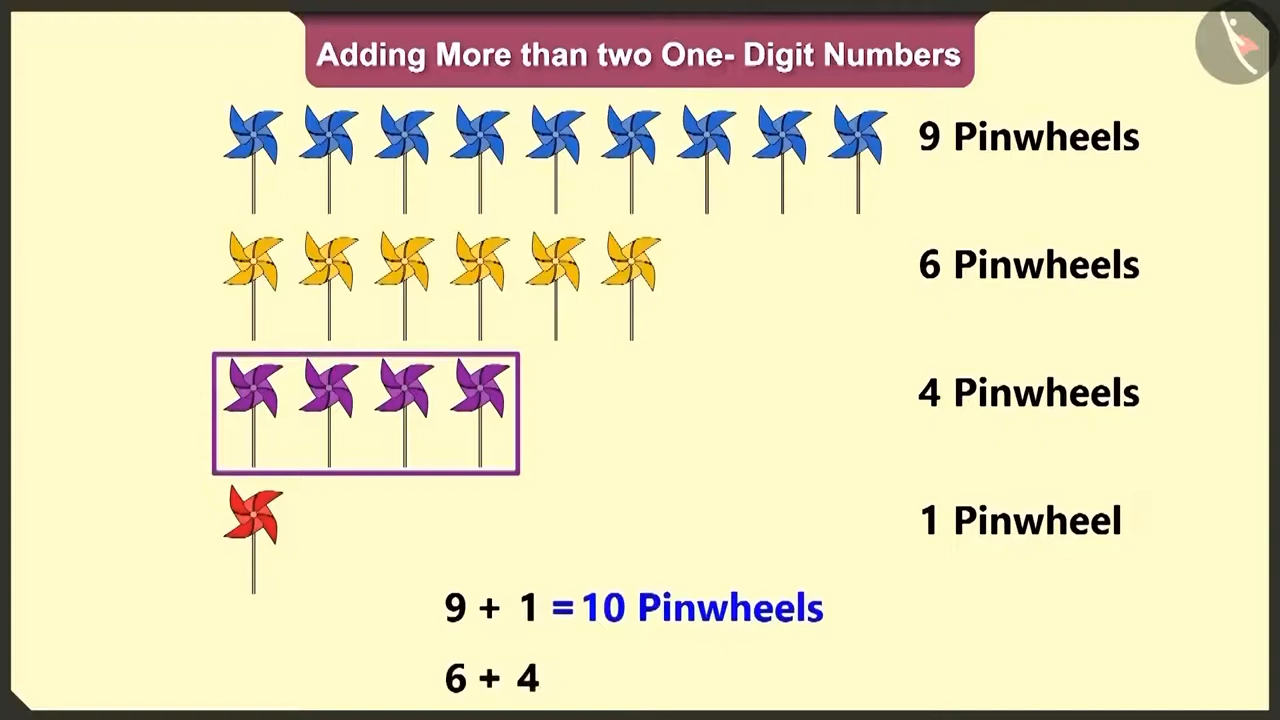 Adding More than two One- Digit Numbers
9 Pinwheels
6 Pinwheels
4 Pinwheels
1 Pinwheel
9 + 1 = 10 Pinwheels
6 + 4